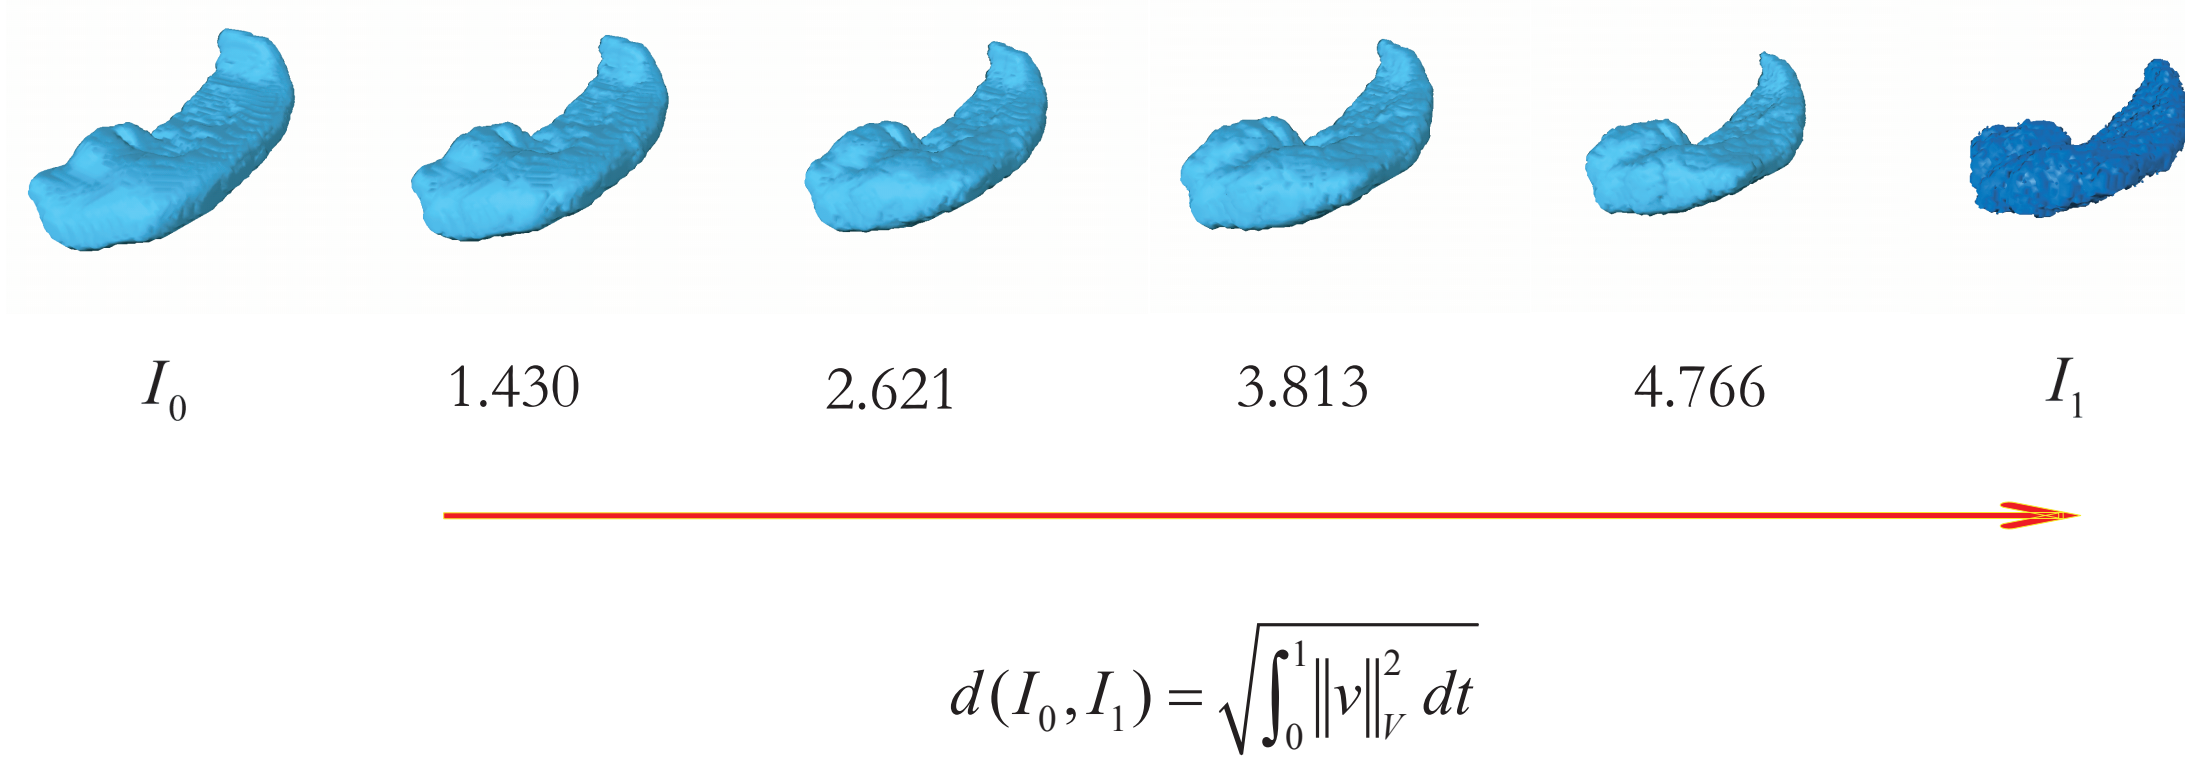 I₀ 1.430 2.621 3.813 4.766 I₁
d(I₀, I₁) = √∫₀¹ ‖v‖²_V dt